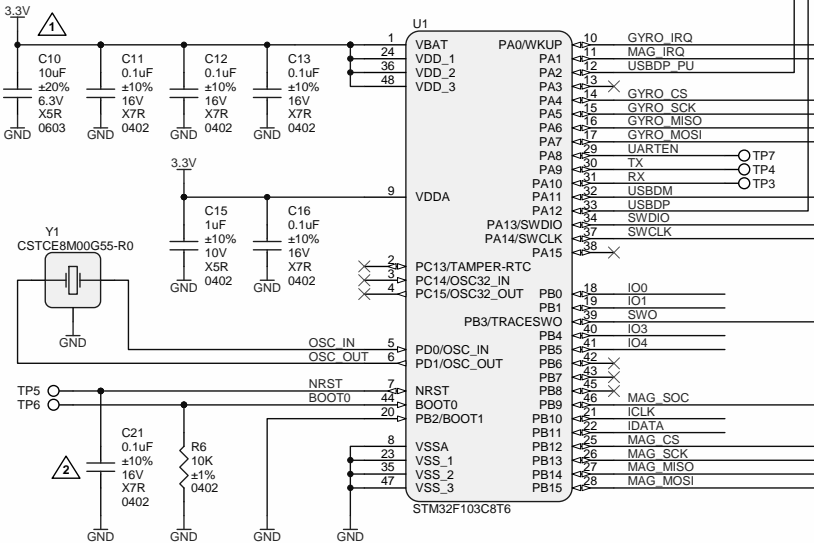 3.3V
1
C10
10uF
±20%
6.3V
X5R
0603
GND
C11
0.1uF
±10%
16V
X7R
0402
GND
C12
0.1uF
±10%
16V
X7R
0402
GND
C13
0.1uF
±10%
16V
X7R
0402
GND
3.3V
C15
1uF
±10%
10V
X5R
0402
GND
C16
0.1uF
±10%
16V
X7R
0402
GND
Y1
CSTCE8M00G55-R0
GND
OSC_IN
OSC_OUT
TP5
TP6
NRST
BOOT0
2
C21
0.1uF
±10%
16V
X7R
0402
GND
R6
10K
±1%
0402
GND
GND
GND
U1
1 VBAT
24 VDD_1
36 VDD_2
48 VDD_3
9 VDDA
2 PC13/TAMPER-RTC
3 PC14/OSC32_IN
4 PC15/OSC32_OUT
5 PD0/OSC_IN
6 PD1/OSC_OUT
7 NRST
44 BOOT0
20 PB2/BOOT1
8 VSSA
23 VSS_1
35 VSS_2
47 VSS_3
PA0/WKUP 10 GYRO_IRQ
PA1 11 MAG_IRQ
PA2 12 USBDP_PU
PA3 13
PA4 14 GYRO_CS
PA5 15 GYRO_SCK
PA6 16 GYRO_MISO
PA7 17 GYRO_MOSI
PA8 29 UARTEN TP7
PA9 30 TX TP4
PA10 31 RX TP3
PA11 32 USBDM
PA12 33 USBDP
PA13/SWDIO 34 SWDIO
PA14/SWCLK 37 SWCLK
PA15 38
PB0 18 IO0
PB1 19 IO1
PB3/TRACESWO 39 SWO
PB4 40 IO3
PB5 41 IO4
PB6 42
PB7 43
PB8 45
PB9 46 MAG_SOC
PB10 21 ICLK
PB11 22 IDATA
PB12 25 MAG_CS
PB13 26 MAG_SCK
PB14 27 MAG_MISO
PB15 28 MAG_MOSI
STM32F103C8T6